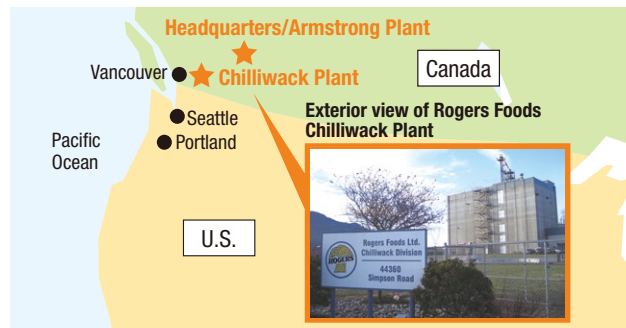 Headquarters/Armstrong Plant
Vancouver
Chilliwack Plant
Canada
Seattle
Portland
Pacific
Ocean
U.S.
Exterior view of Rogers Foods
Chilliwack Plant
ROGERS
Rogers Foods Ltd.
Chilliwack Division
44360
Simpson Road